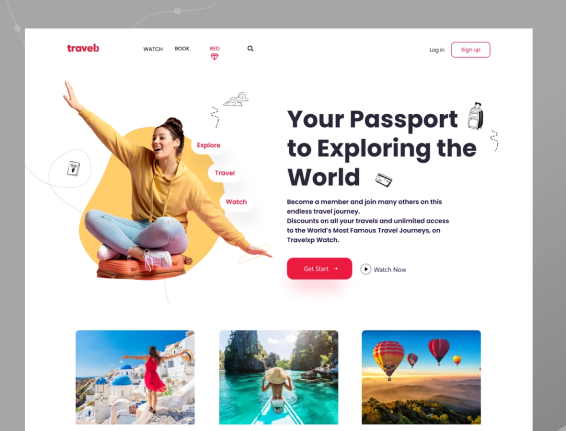 travel
WATCH
BOOK
RED
Log in
Sign up
Explore
Travel
Watch
Your Passport
to Exploring the
World
Become a member and join many others on this
endless travel journey.
Discounts on all your travels and unlimited access
to the World's Most Famous Travel Journeys, on
Travelxp Watch.
Get Start
Watch Now